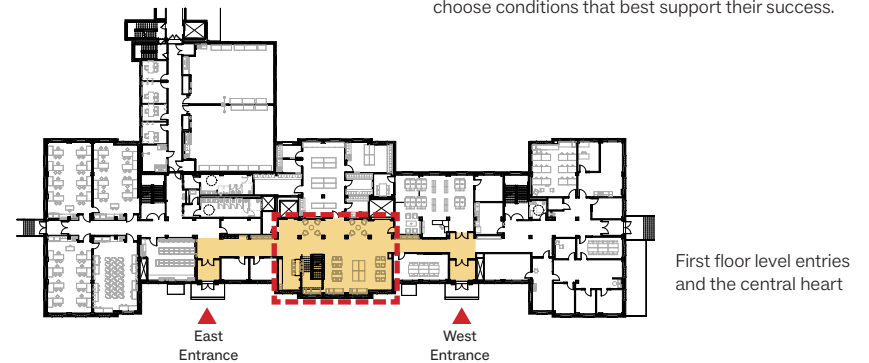 choose conditions that best support their success.
First floor level entries
and the central heart
East
Entrance
West
Entrance